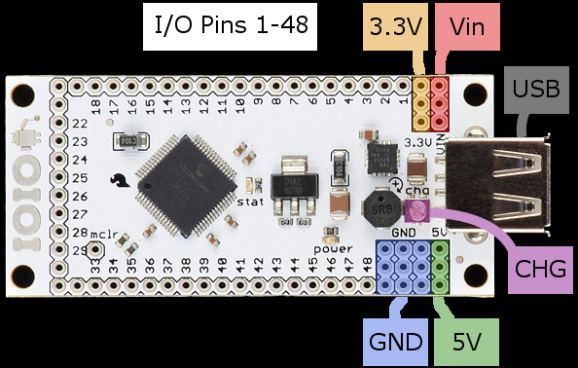 I/O Pins 1-48
3.3V
Vin
USB
18 17 16 15 14 13 12 11 10 9 8 7 6 5 4 3 2 1
3.3V
VIN
22
23
24
25
26
27
28
29
IOIO
stat
D1AC
SRB
chg
mclr
power
GND
5V
33 34 35 36 37 38 39 40 41 42 43 44 45 46 47 48
CHG
GND
5V